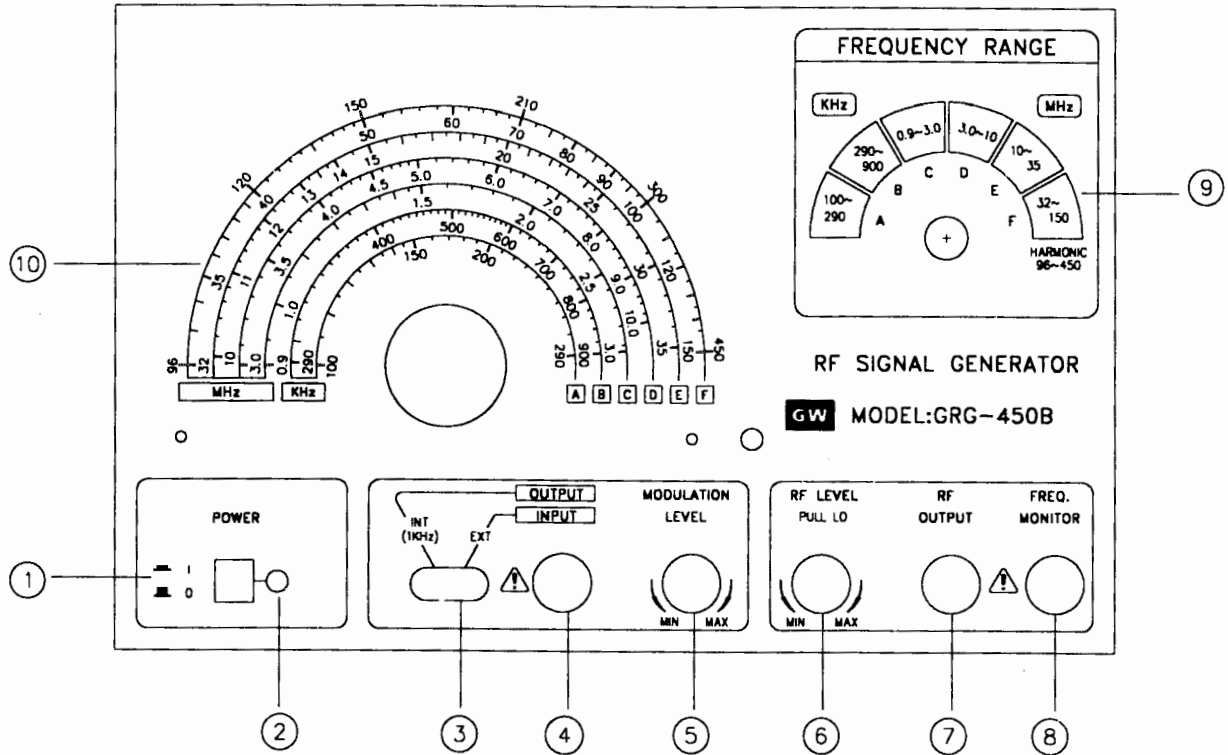 FREQUENCY RANGE
KHz
MHz
100~
290
290~
900
0.9~3.0
3.0~10
10~
35
32~
150
A
B
C
D
E
F
HARMONIC
96~450
9
10
96 120 150 210 300 450
32 35 40 50 60 70 80 90 100 120 150
10 11 12 13 14 15 20 25 30 35
3.0 3.5 4.0 4.5 5.0 6.0 7.0 8.0 9.0 10.0
0.9 1.0 1.5 2.0 2.5 3.0
290 400 500 600 700 800 900
100 150 200 290
MHz
KHz
A B C D E F
RF SIGNAL GENERATOR
GW MODEL:GRG-450B
POWER
I
0
1
2
OUTPUT
INPUT
INT
(1KHz)
EXT
MODULATION
LEVEL
MIN MAX
3
4
5
RF LEVEL
PULL LO
MIN MAX
RF
OUTPUT
FREQ.
MONITOR
6
7
8